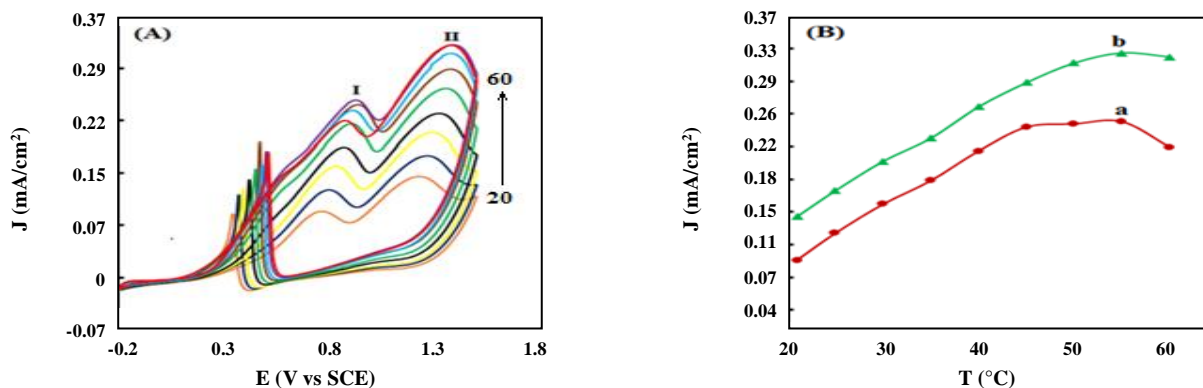 (A)
J (mA/cm²)
0.37
0.29
0.22
0.15
0.07
0
-0.07
I
II
60
20
-0.2
0.3
0.8
1.3
1.8
E (V vs SCE)
(B)
J (mA/cm²)
0.37
0.33
0.29
0.26
0.22
0.18
0.15
0.11
0.07
0.04
b
a
20
30
40
50
60
T (°C)